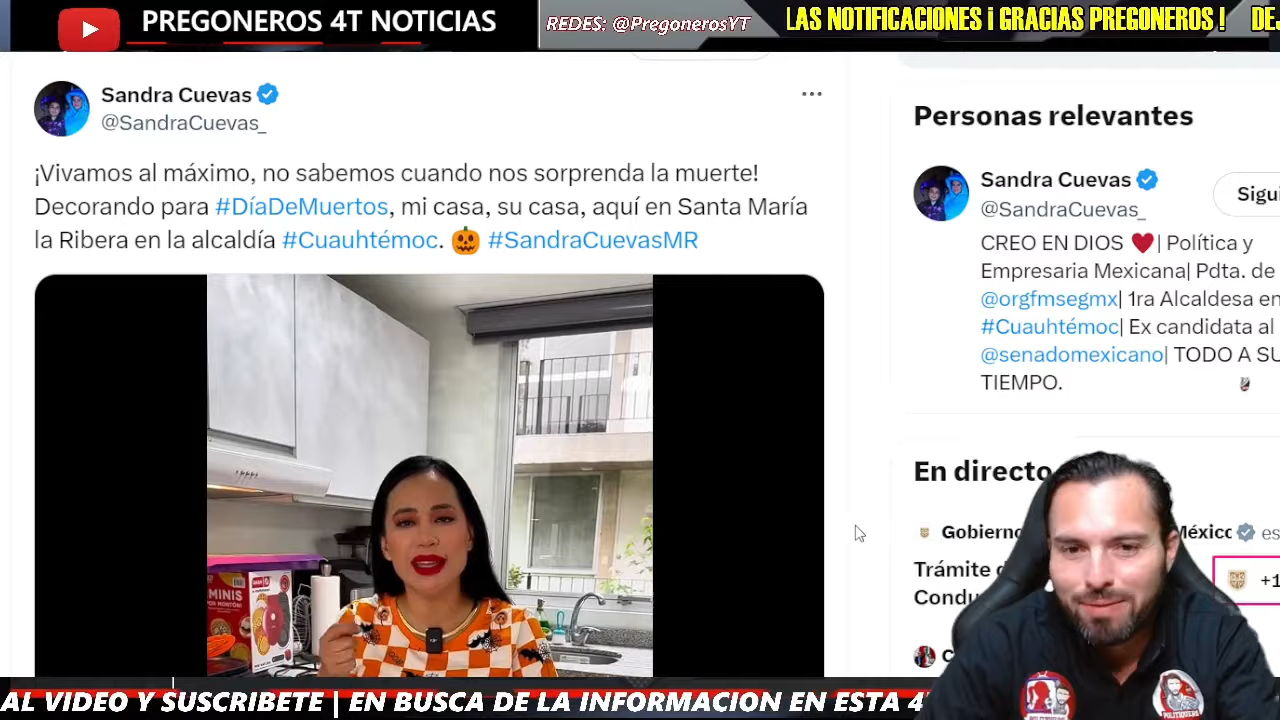 PREGONEROS 4T NOTICIAS
REDES: @PregonerosYT
LAS NOTIFICACIONES ¡ GRACIAS PREGONEROS !
Sandra Cuevas
@SandraCuevas_
¡Vivamos al máximo, no sabemos cuando nos sorprenda la muerte!
Decorando para #DíaDeMuertos, mi casa, su casa, aquí en Santa María
la Ribera en la alcaldía #Cuauhtémoc. 🎃 #SandraCuevasMR
MINIS
Personas relevantes
Sandra Cuevas
@SandraCuevas_
CREO EN DIOS ♥️| Política y
Empresaria Mexicana| Pdta. de
@orgfmsegmx| 1ra Alcaldesa en
#Cuauhtémoc| Ex candidata al
@senadomexicano| TODO A SU
TIEMPO.
En directo
Gobierno
México
es
Trámite
Condu
+1
AL VIDEO Y SUSCRIBETE | EN BUSCA DE LA INFORMACION EN ESTA 4